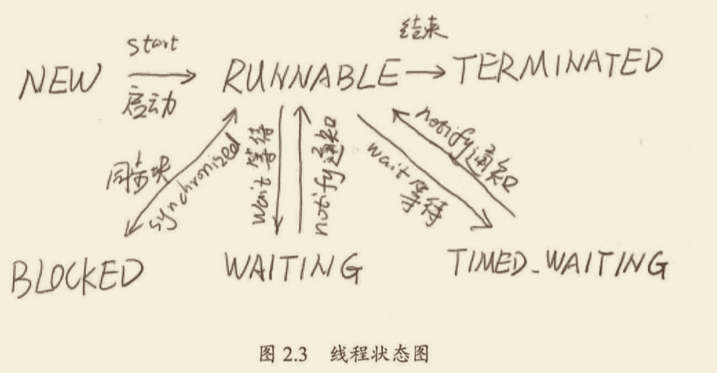 start
结束
NEW
RUNNABLE
TERMINATED
启动
同步块
synchronized
wait 等待
notify 通知
wait 等待
notify 通知
BLOCKED
WAITING
TIMED_WAITING
图 2.3 线程状态图